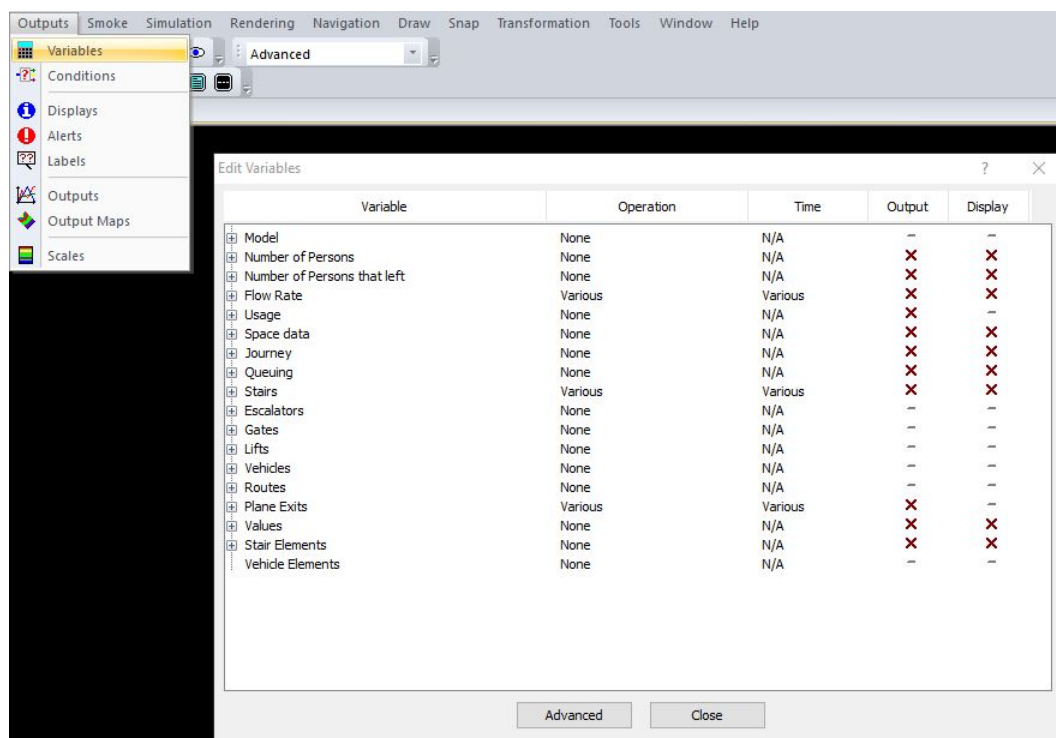 Outputs Smoke Simulation Rendering Navigation Draw Snap Transformation Tools Window Help
Variables
Advanced
Conditions
Displays
Alerts
Labels
Outputs
Output Maps
Scales
Edit Variables ?
Variable Operation Time Output Display
Model None N/A
Number of Persons None N/A
Number of Persons that left None N/A
Flow Rate Various Various
Usage None N/A
Space data None N/A
Journey None N/A
Queuing None N/A
Stairs Various Various
Escalators None N/A
Gates None N/A
Lifts None N/A
Vehicles None N/A
Routes None N/A
Plane Exits Various Various
Values None N/A
Stair Elements None N/A
Vehicle Elements None N/A
Advanced Close